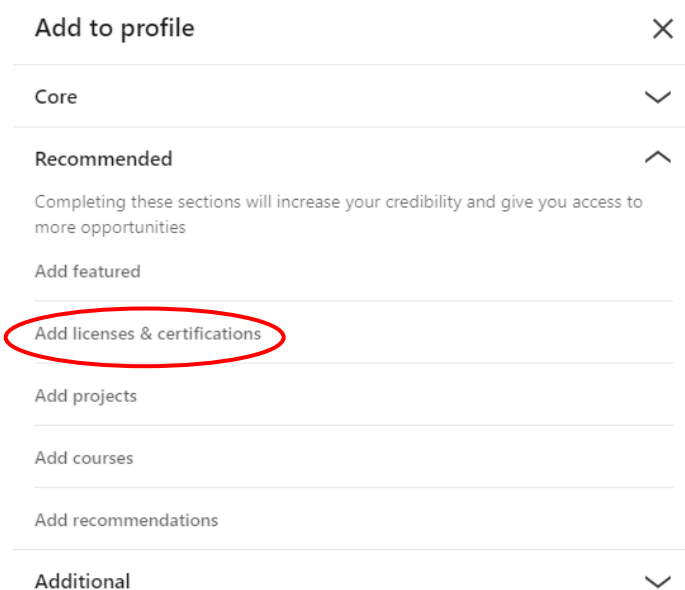 Add to profile
Core
Recommended
Completing these sections will increase your credibility and give you access to
more opportunities
Add featured
Add licenses & certifications
Add projects
Add courses
Add recommendations
Additional